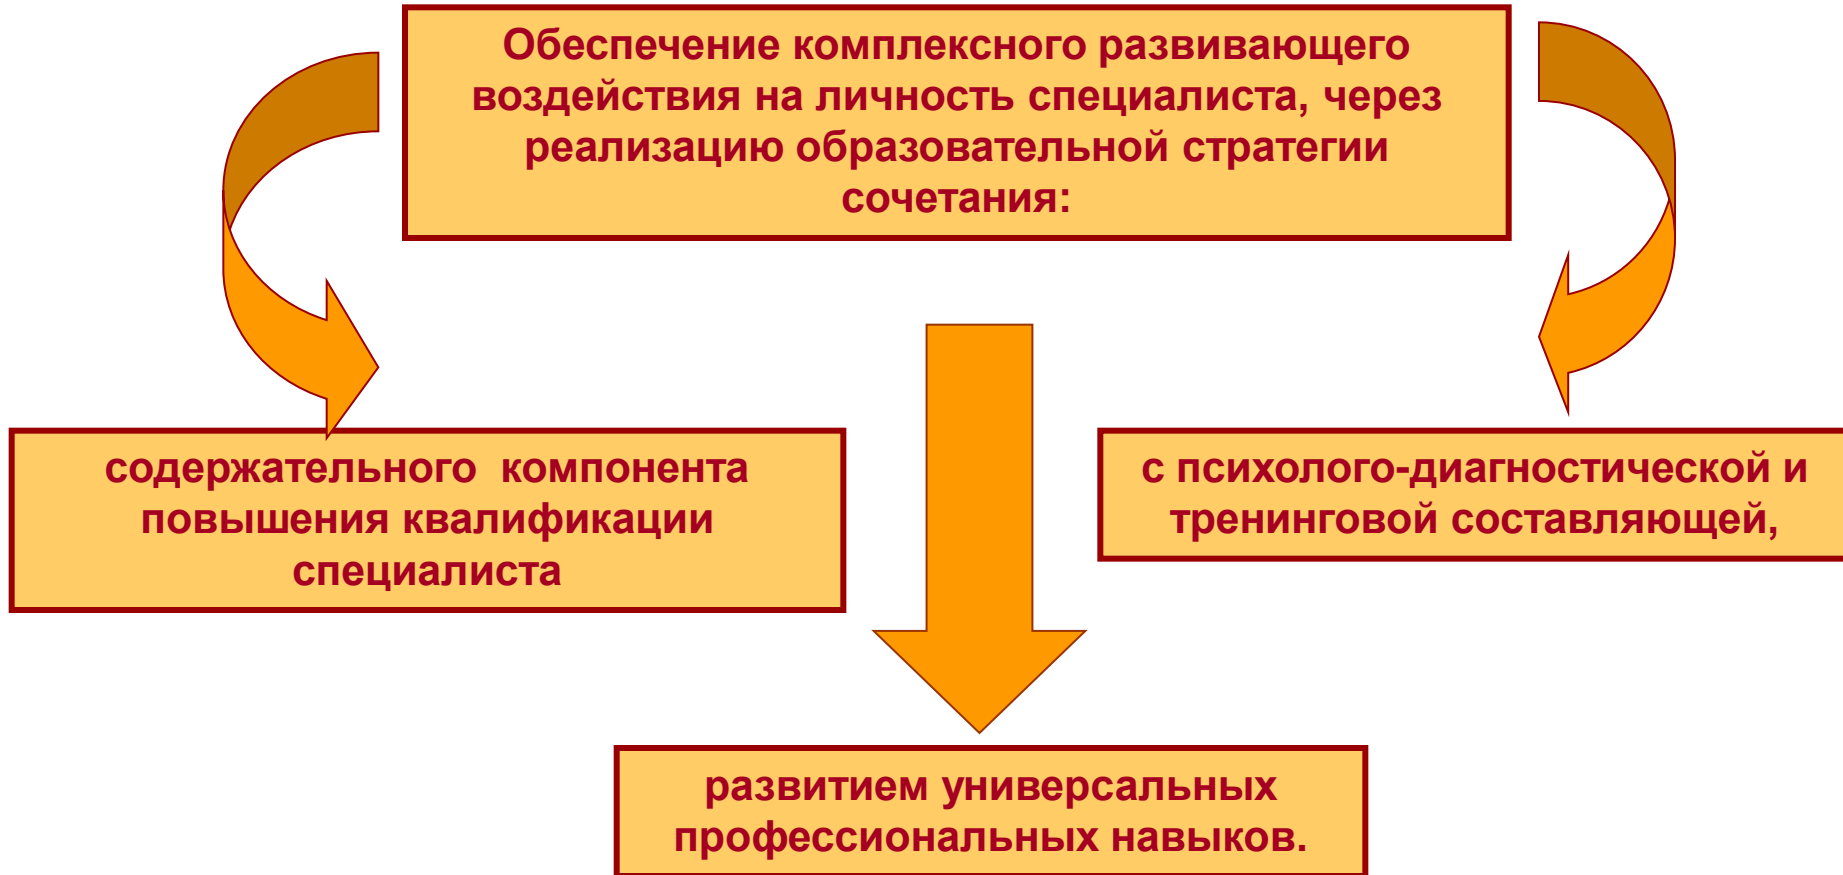 Обеспечение комплексного развивающего
воздействия на личность специалиста, через
реализацию образовательной стратегии
сочетания:
содержательного  компонента
повышения квалификации
специалиста
с психолого-диагностической и
тренинговой составляющей,
развитием универсальных
профессиональных навыков.